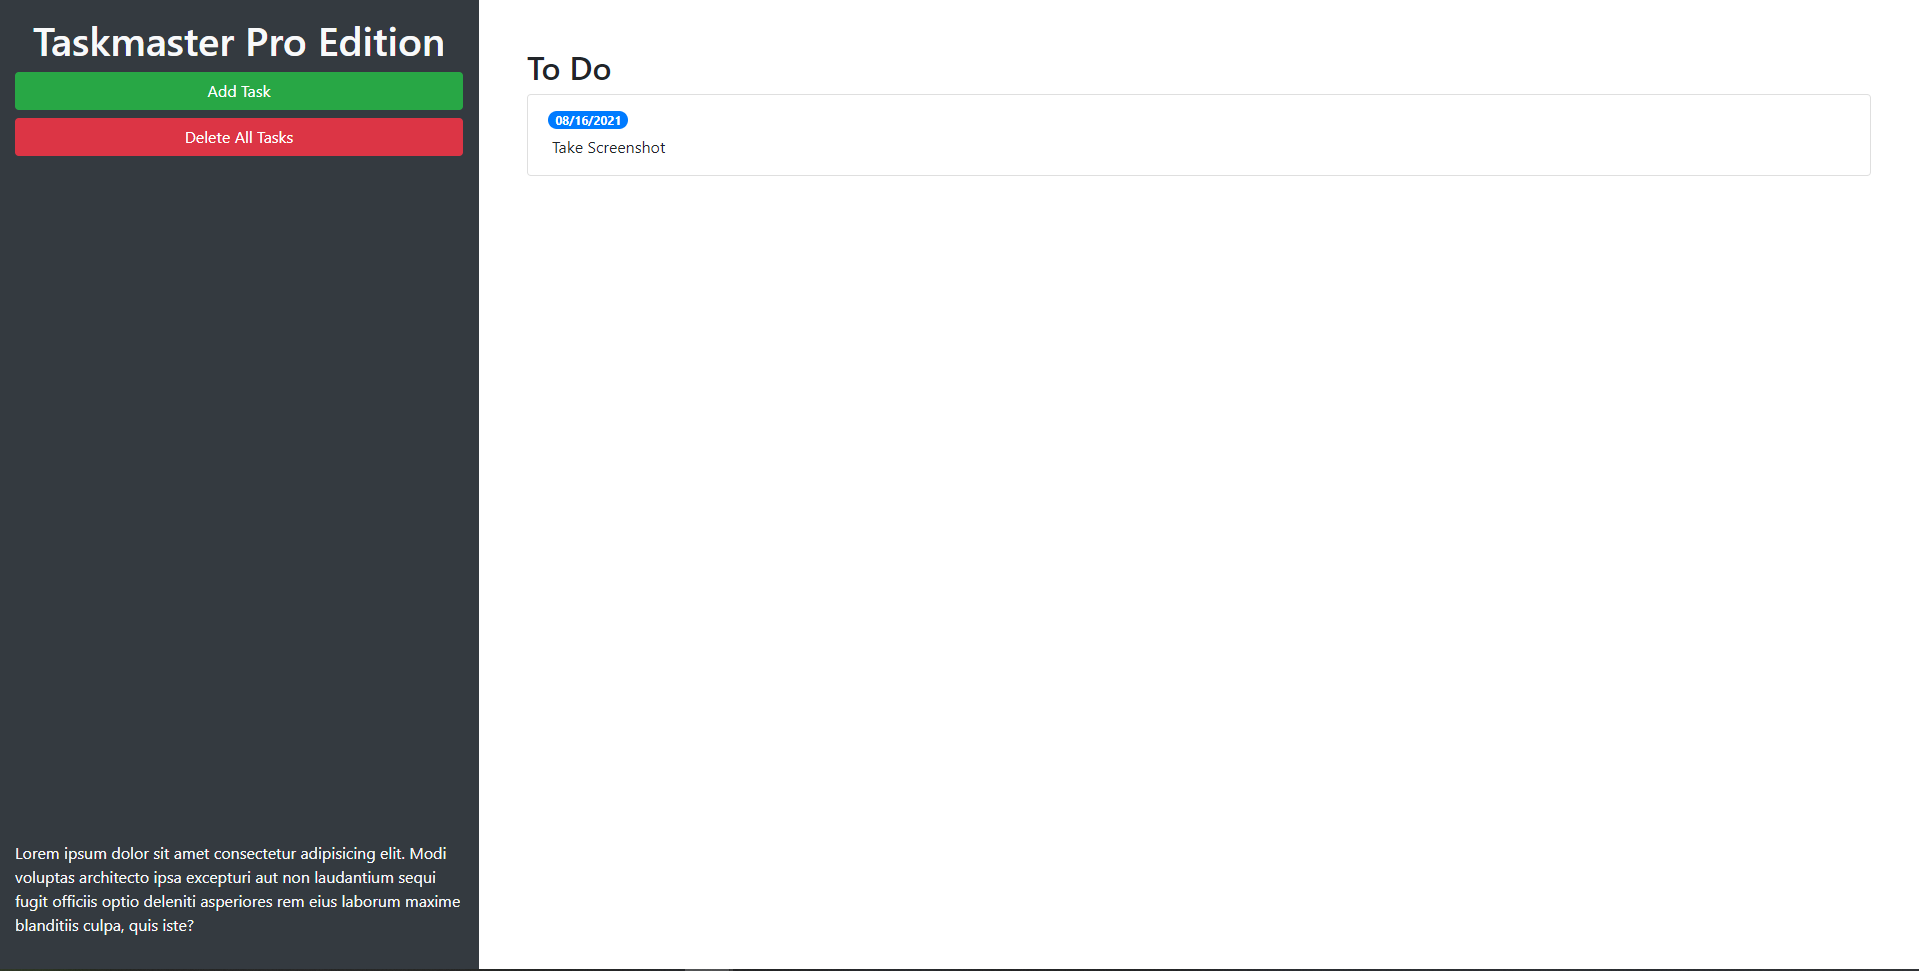 Taskmaster Pro Edition
Add Task
Delete All Tasks
Lorem ipsum dolor sit amet consectetur adipisicing elit. Modi
voluptas architecto ipsa excepturi aut non laudantium sequi
fugit officiis optio deleniti asperiores rem eius laborum maxime
blanditiis culpa, quis iste?
To Do
08/16/2021
Take Screenshot